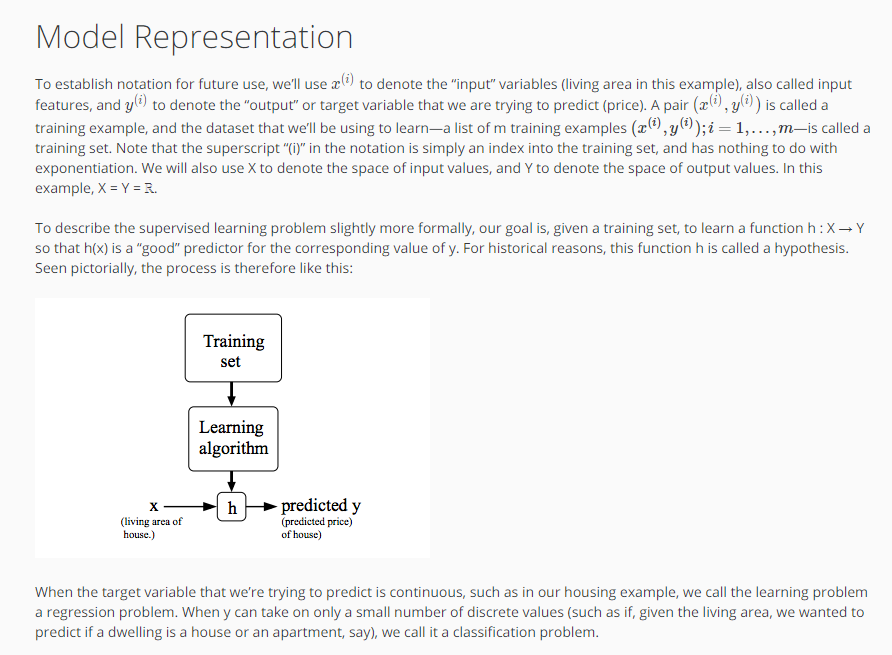 Model Representation
To establish notation for future use, we'll use x⁽ⁱ⁾ to denote the “input” variables (living area in this example), also called input
features, and y⁽ⁱ⁾ to denote the “output” or target variable that we are trying to predict (price). A pair (x⁽ⁱ⁾, y⁽ⁱ⁾) is called a
training example, and the dataset that we'll be using to learn—a list of m training examples (x⁽ⁱ⁾, y⁽ⁱ⁾); i = 1, . . . , m—is called a
training set. Note that the superscript “(i)” in the notation is simply an index into the training set, and has nothing to do with
exponentiation. We will also use X to denote the space of input values, and Y to denote the space of output values. In this
example, X = Y = ℝ.
To describe the supervised learning problem slightly more formally, our goal is, given a training set, to learn a function h : X → Y
so that h(x) is a “good” predictor for the corresponding value of y. For historical reasons, this function h is called a hypothesis.
Seen pictorially, the process is therefore like this:
Training
set
Learning
algorithm
x
(living area of
house.)
h
predicted y
(predicted price)
of house)
When the target variable that we're trying to predict is continuous, such as in our housing example, we call the learning problem
a regression problem. When y can take on only a small number of discrete values (such as if, given the living area, we wanted to
predict if a dwelling is a house or an apartment, say), we call it a classification problem.